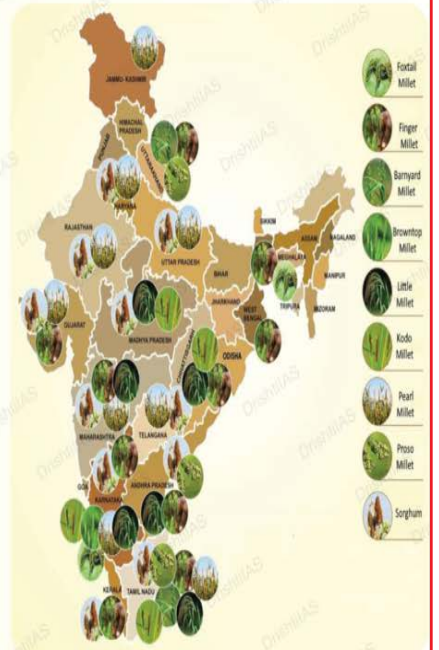 JAMMU- KASHMIR
HIMACHAL
PRADESH
PUNJAB
UTTARAKHAND
HARYANA
RAJASTHAN
UTTAR PRADESH
BIHAR
SIKKIM
ASSAM
NAGALAND
MEGHALAYA
MANIPUR
TRIPURA
MIZORAM
GUJARAT
MADHYA PRADESH
JHARKHAND
WEST
BENGAL
CHHATTISGARH
ODISHA
MAHARASHTRA
TELANGANA
GOA
KARNATAKA
ANDHRA PRADESH
KERALA
TAMIL NADU
Foxtail
Millet
Finger
Millet
Barnyard
Millet
Browntop
Millet
Little
Millet
Kodo
Millet
Pearl
Millet
Proso
Millet
Sorghum
DrishtiIAS